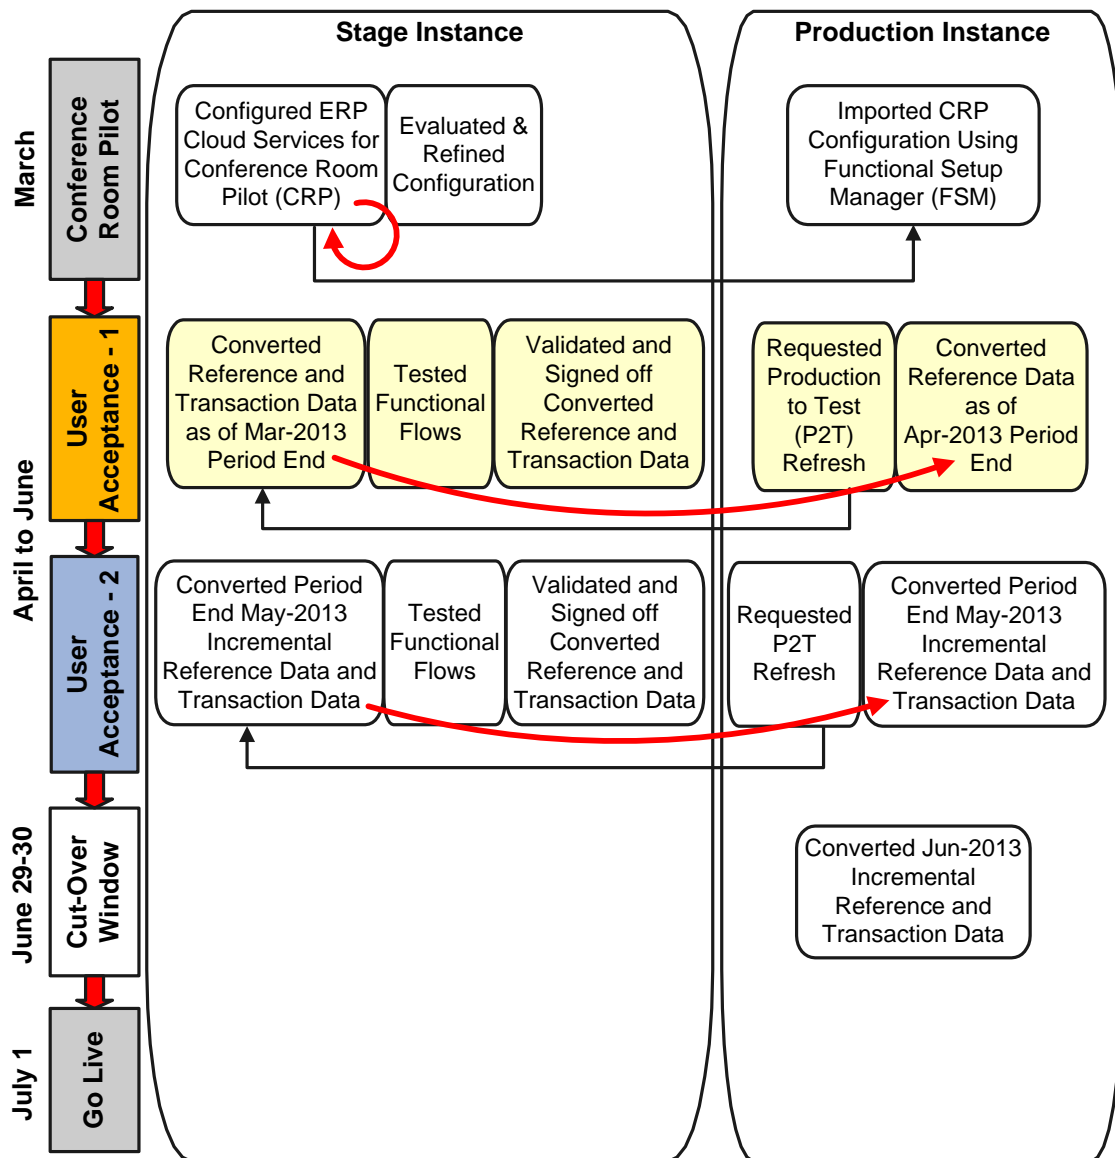 Stage Instance
Production Instance
March
Conference
Room Pilot
Configured ERP
Cloud Services for
Conference Room
Pilot (CRP)
Evaluated &
Refined
Configuration
Imported CRP
Configuration Using
Functional Setup
Manager (FSM)
April to June
User
Acceptance - 1
Converted
Reference and
Transaction Data
as of Mar-2013
Period End
Tested
Functional
Flows
Validated and
Signed off
Converted
Reference and
Transaction Data
Requested
Production
to Test
(P2T)
Refresh
Converted
Reference Data
as of
Apr-2013 Period
End
User
Acceptance - 2
Converted Period
End May-2013
Incremental
Reference Data and
Transaction Data
Tested
Functional
Flows
Validated and
Signed off
Converted
Reference and
Transaction Data
Requested
P2T
Refresh
Converted Period
End May-2013
Incremental
Reference Data and
Transaction Data
June 29-30
Cut-Over
Window
Converted Jun-2013
Incremental
Reference and
Transaction Data
July 1
Go Live